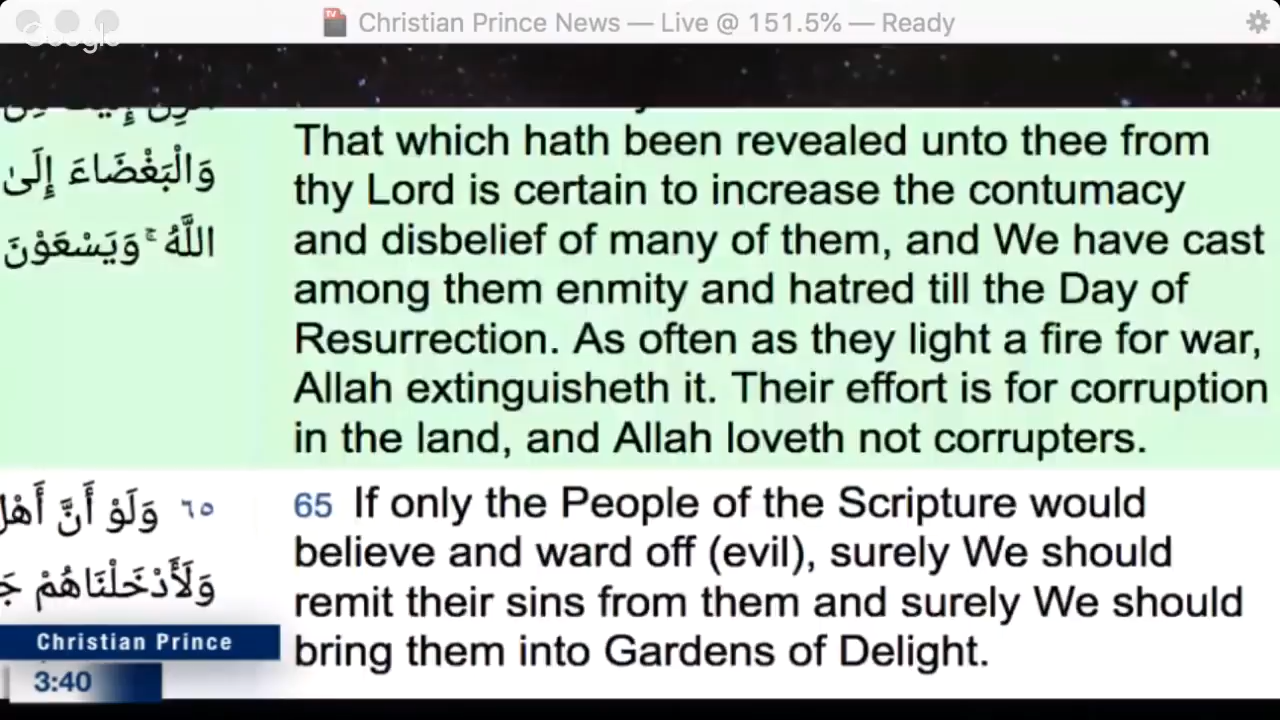 Christian Prince News — Live @ 151.5% — Ready
Google
That which hath been revealed unto thee from
thy Lord is certain to increase the contumacy
and disbelief of many of them, and We have cast
among them enmity and hatred till the Day of
Resurrection. As often as they light a fire for war,
Allah extinguisheth it. Their effort is for corruption
in the land, and Allah loveth not corrupters.
وَالْبَغْضَاءَ إِلَىٰ
اللَّهُ ۚ وَيَسْعَوْنَ
65 If only the People of the Scripture would
believe and ward off (evil), surely We should
remit their sins from them and surely We should
bring them into Gardens of Delight.
٦٥ وَلَوْ أَنَّ
وَلَأَدْخَلْنَاهُمْ
Christian Prince
3:40